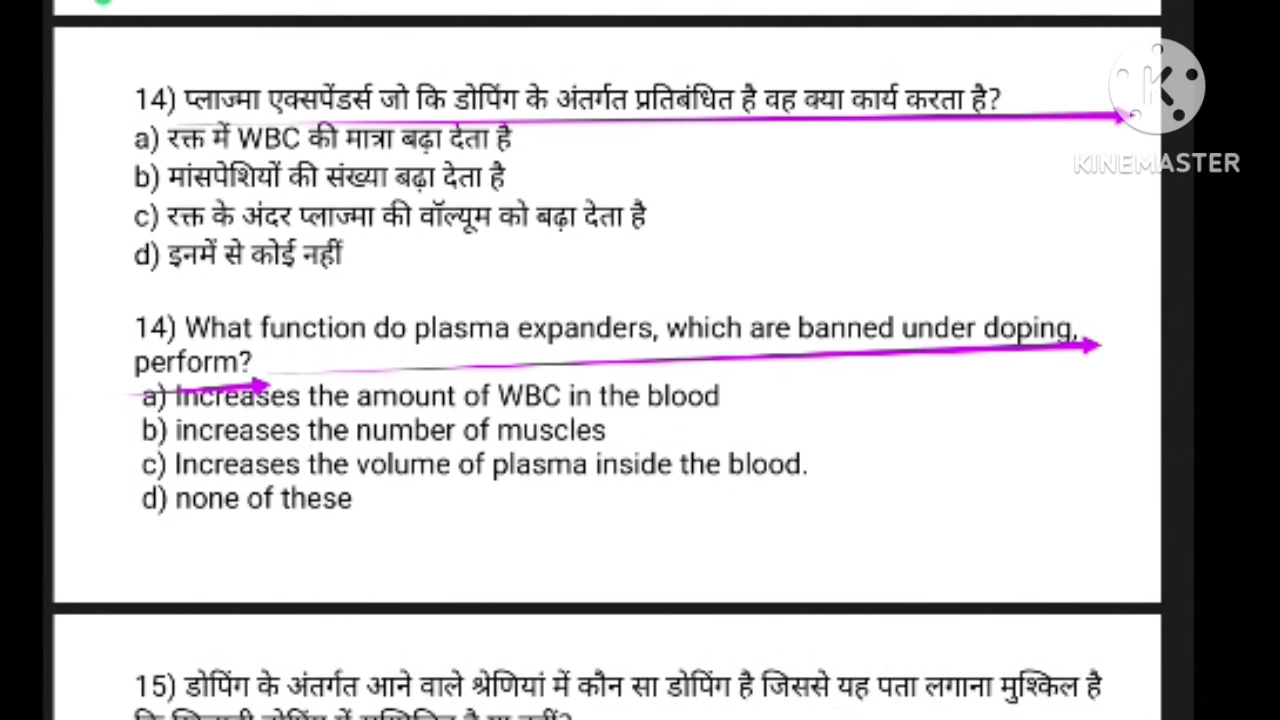 14) प्लाज्मा एक्सपेंडर्स जो कि डोपिंग के अंतर्गत प्रतिबंधित है वह क्या कार्य करता है?
a) रक्त में WBC की मात्रा बढ़ा देता है
b) मांसपेशियों की संख्या बढ़ा देता है
c) रक्त के अंदर प्लाज्मा की वॉल्यूम को बढ़ा देता है
d) इनमें से कोई नहीं
14) What function do plasma expanders, which are banned under doping,
perform?
a) Increases the amount of WBC in the blood
b) increases the number of muscles
c) Increases the volume of plasma inside the blood.
d) none of these
15) डोपिंग के अंतर्गत आने वाले श्रेणियां में कौन सा डोपिंग है जिससे यह पता लगाना मुश्किल है
KINEMASTER